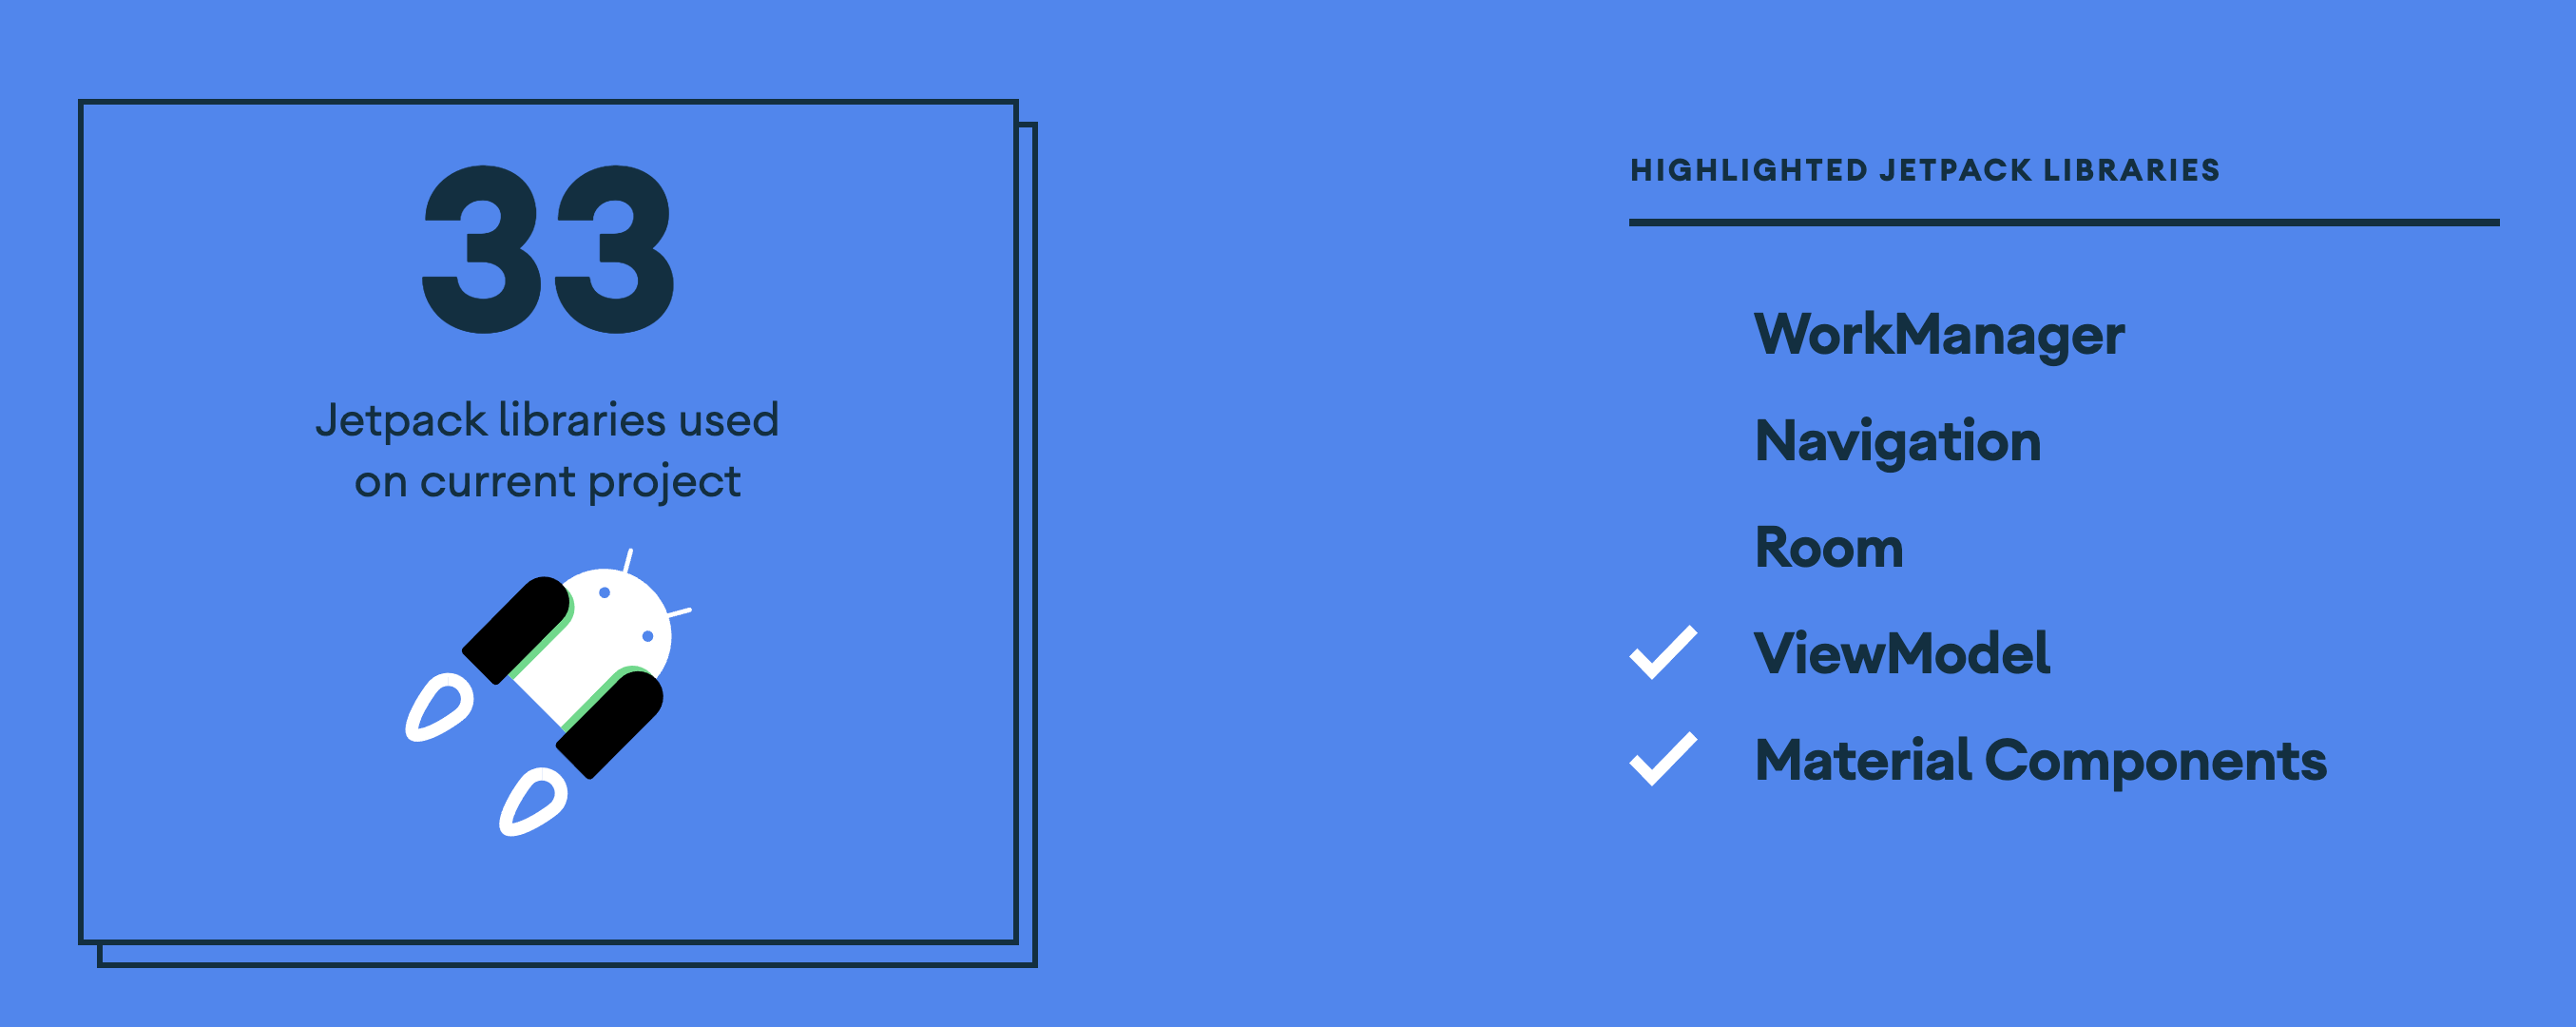 33
Jetpack libraries used
on current project
HIGHLIGHTED JETPACK LIBRARIES
WorkManager
Navigation
Room
ViewModel
Material Components